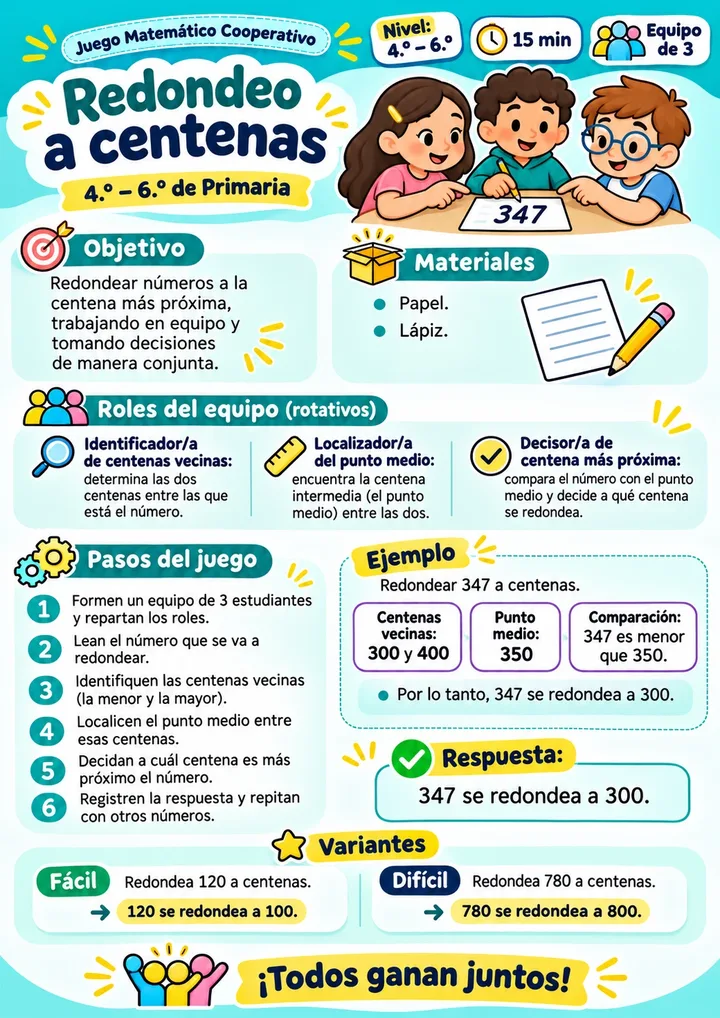 Juego Matemático Cooperativo
Nivel:
4.º – 6.º
15 min
Equipo
de 3
Redondeo
a centenas
4.º – 6.º de Primaria
347
Objetivo
Redondear números a la
centena más próxima,
trabajando en equipo y
tomando decisiones
de manera conjunta.
Materiales
• Papel.
• Lápiz.
Roles del equipo (rotativos)
Identificador/a
de centenas vecinas:
determina las dos
centenas entre las que
está el número.
Localizador/a
del punto medio:
encuentra la centena
intermedia (el punto
medio) entre las dos.
Decisor/a de
centena más próxima:
compara el número con el punto
medio y decide a qué centena
se redondea.
Pasos del juego
1 Formen un equipo de 3 estudiantes
y repartan los roles.
2 Lean el número que se va a
redondear.
3 Identifiquen las centenas vecinas
(la menor y la mayor).
4 Localicen el punto medio entre
esas centenas.
5 Decidan a cuál centena es más
próximo el número.
6 Registren la respuesta y repitan
con otros números.
Ejemplo
Redondear 347 a centenas.
Centenas
vecinas:
300 y 400
Punto
medio:
350
Comparación:
347 es menor
que 350.
• Por lo tanto, 347 se redondea a 300.
Respuesta:
347 se redondea a 300.
Variantes
Fácil
Redondea 120 a centenas.
→ 120 se redondea a 100.
Difícil
Redondea 780 a centenas.
→ 780 se redondea a 800.
¡Todos ganan juntos!